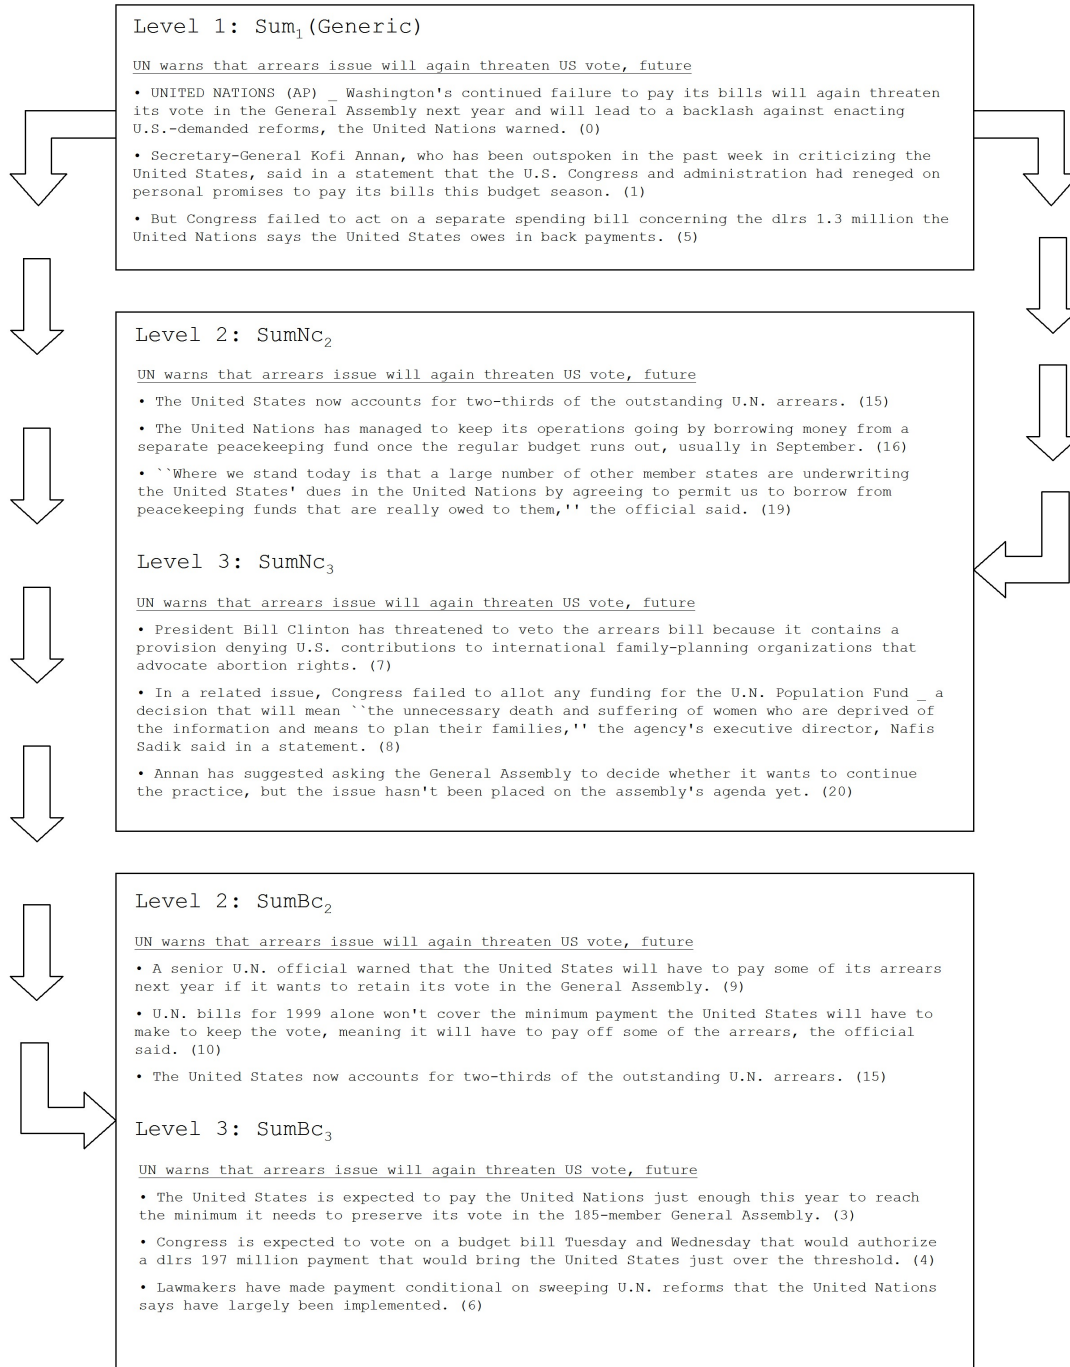 Level 1: Sum1(Generic)
UN warns that arrears issue will again threaten US vote, future
• UNITED NATIONS (AP) _ Washington's continued failure to pay its bills will again threaten
its vote in the General Assembly next year and will lead to a backlash against enacting
U.S.-demanded reforms, the United Nations warned. (0)
• Secretary-General Kofi Annan, who has been outspoken in the past week in criticizing the
United States, said in a statement that the U.S. Congress and administration had reneged on
personal promises to pay its bills this budget season. (1)
• But Congress failed to act on a separate spending bill concerning the dlrs 1.3 million the
United Nations says the United States owes in back payments. (5)
Level 2: SumNc2
UN warns that arrears issue will again threaten US vote, future
• The United States now accounts for two-thirds of the outstanding U.N. arrears. (15)
• The United Nations has managed to keep its operations going by borrowing money from a
separate peacekeeping fund once the regular budget runs out, usually in September. (16)
• ``Where we stand today is that a large number of other member states are underwriting
the United States' dues in the United Nations by agreeing to permit us to borrow from
peacekeeping funds that are really owed to them,'' the official said. (19)
Level 3: SumNc3
UN warns that arrears issue will again threaten US vote, future
• President Bill Clinton has threatened to veto the arrears bill because it contains a
provision denying U.S. contributions to international family-planning organizations that
advocate abortion rights. (7)
• In a related issue, Congress failed to allot any funding for the U.N. Population Fund _ a
decision that will mean ``the unnecessary death and suffering of women who are deprived of
the information and means to plan their families,'' the agency's executive director, Nafis
Sadik said in a statement. (8)
• Annan has suggested asking the General Assembly to decide whether it wants to continue
the practice, but the issue hasn't been placed on the assembly's agenda yet. (20)
Level 2: SumBc2
UN warns that arrears issue will again threaten US vote, future
• A senior U.N. official warned that the United States will have to pay some of its arrears
next year if it wants to retain its vote in the General Assembly. (9)
• U.N. bills for 1999 alone won't cover the minimum payment the United States will have to
make to keep the vote, meaning it will have to pay off some of the arrears, the official
said. (10)
• The United States now accounts for two-thirds of the outstanding U.N. arrears. (15)
Level 3: SumBc3
UN warns that arrears issue will again threaten US vote, future
• The United States is expected to pay the United Nations just enough this year to reach
the minimum it needs to preserve its vote in the 185-member General Assembly. (3)
• Congress is expected to vote on a budget bill Tuesday and Wednesday that would authorize
a dlrs 197 million payment that would bring the United States just over the threshold. (4)
• Lawmakers have made payment conditional on sweeping U.N. reforms that the United Nations
says have largely been implemented. (6)